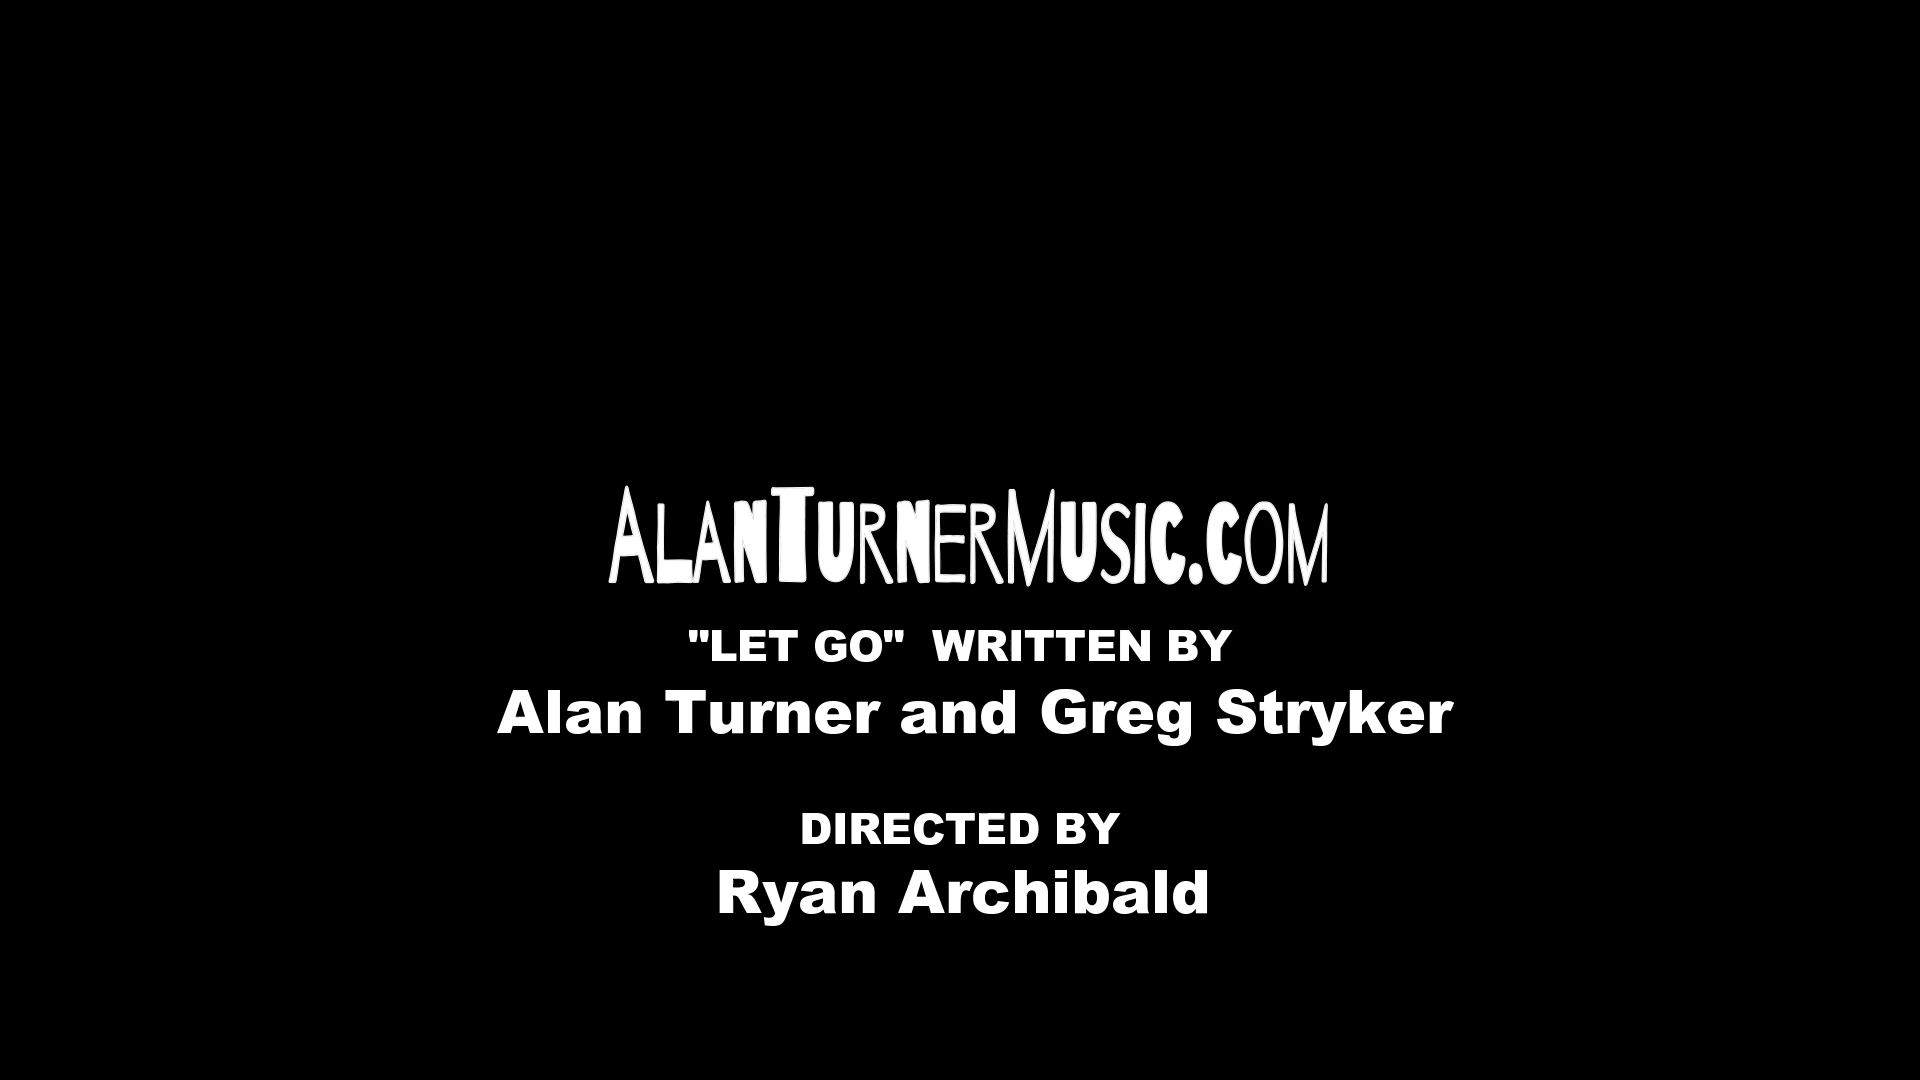 AlanTurnerMusic.com
"LET GO"  WRITTEN BY
Alan Turner and Greg Stryker
DIRECTED BY
Ryan Archibald